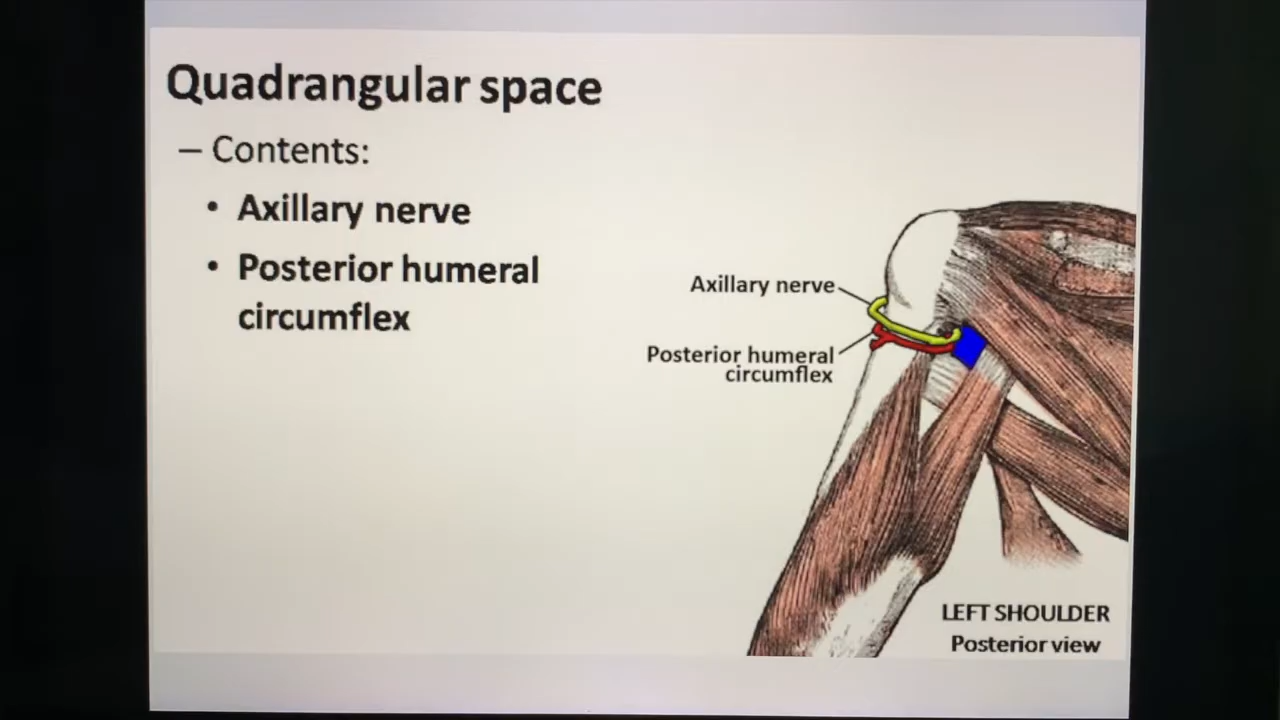 Quadrangular space
– Contents:
• Axillary nerve
• Posterior humeral
circumflex
Axillary nerve
Posterior humeral
circumflex
LEFT SHOULDER
Posterior view